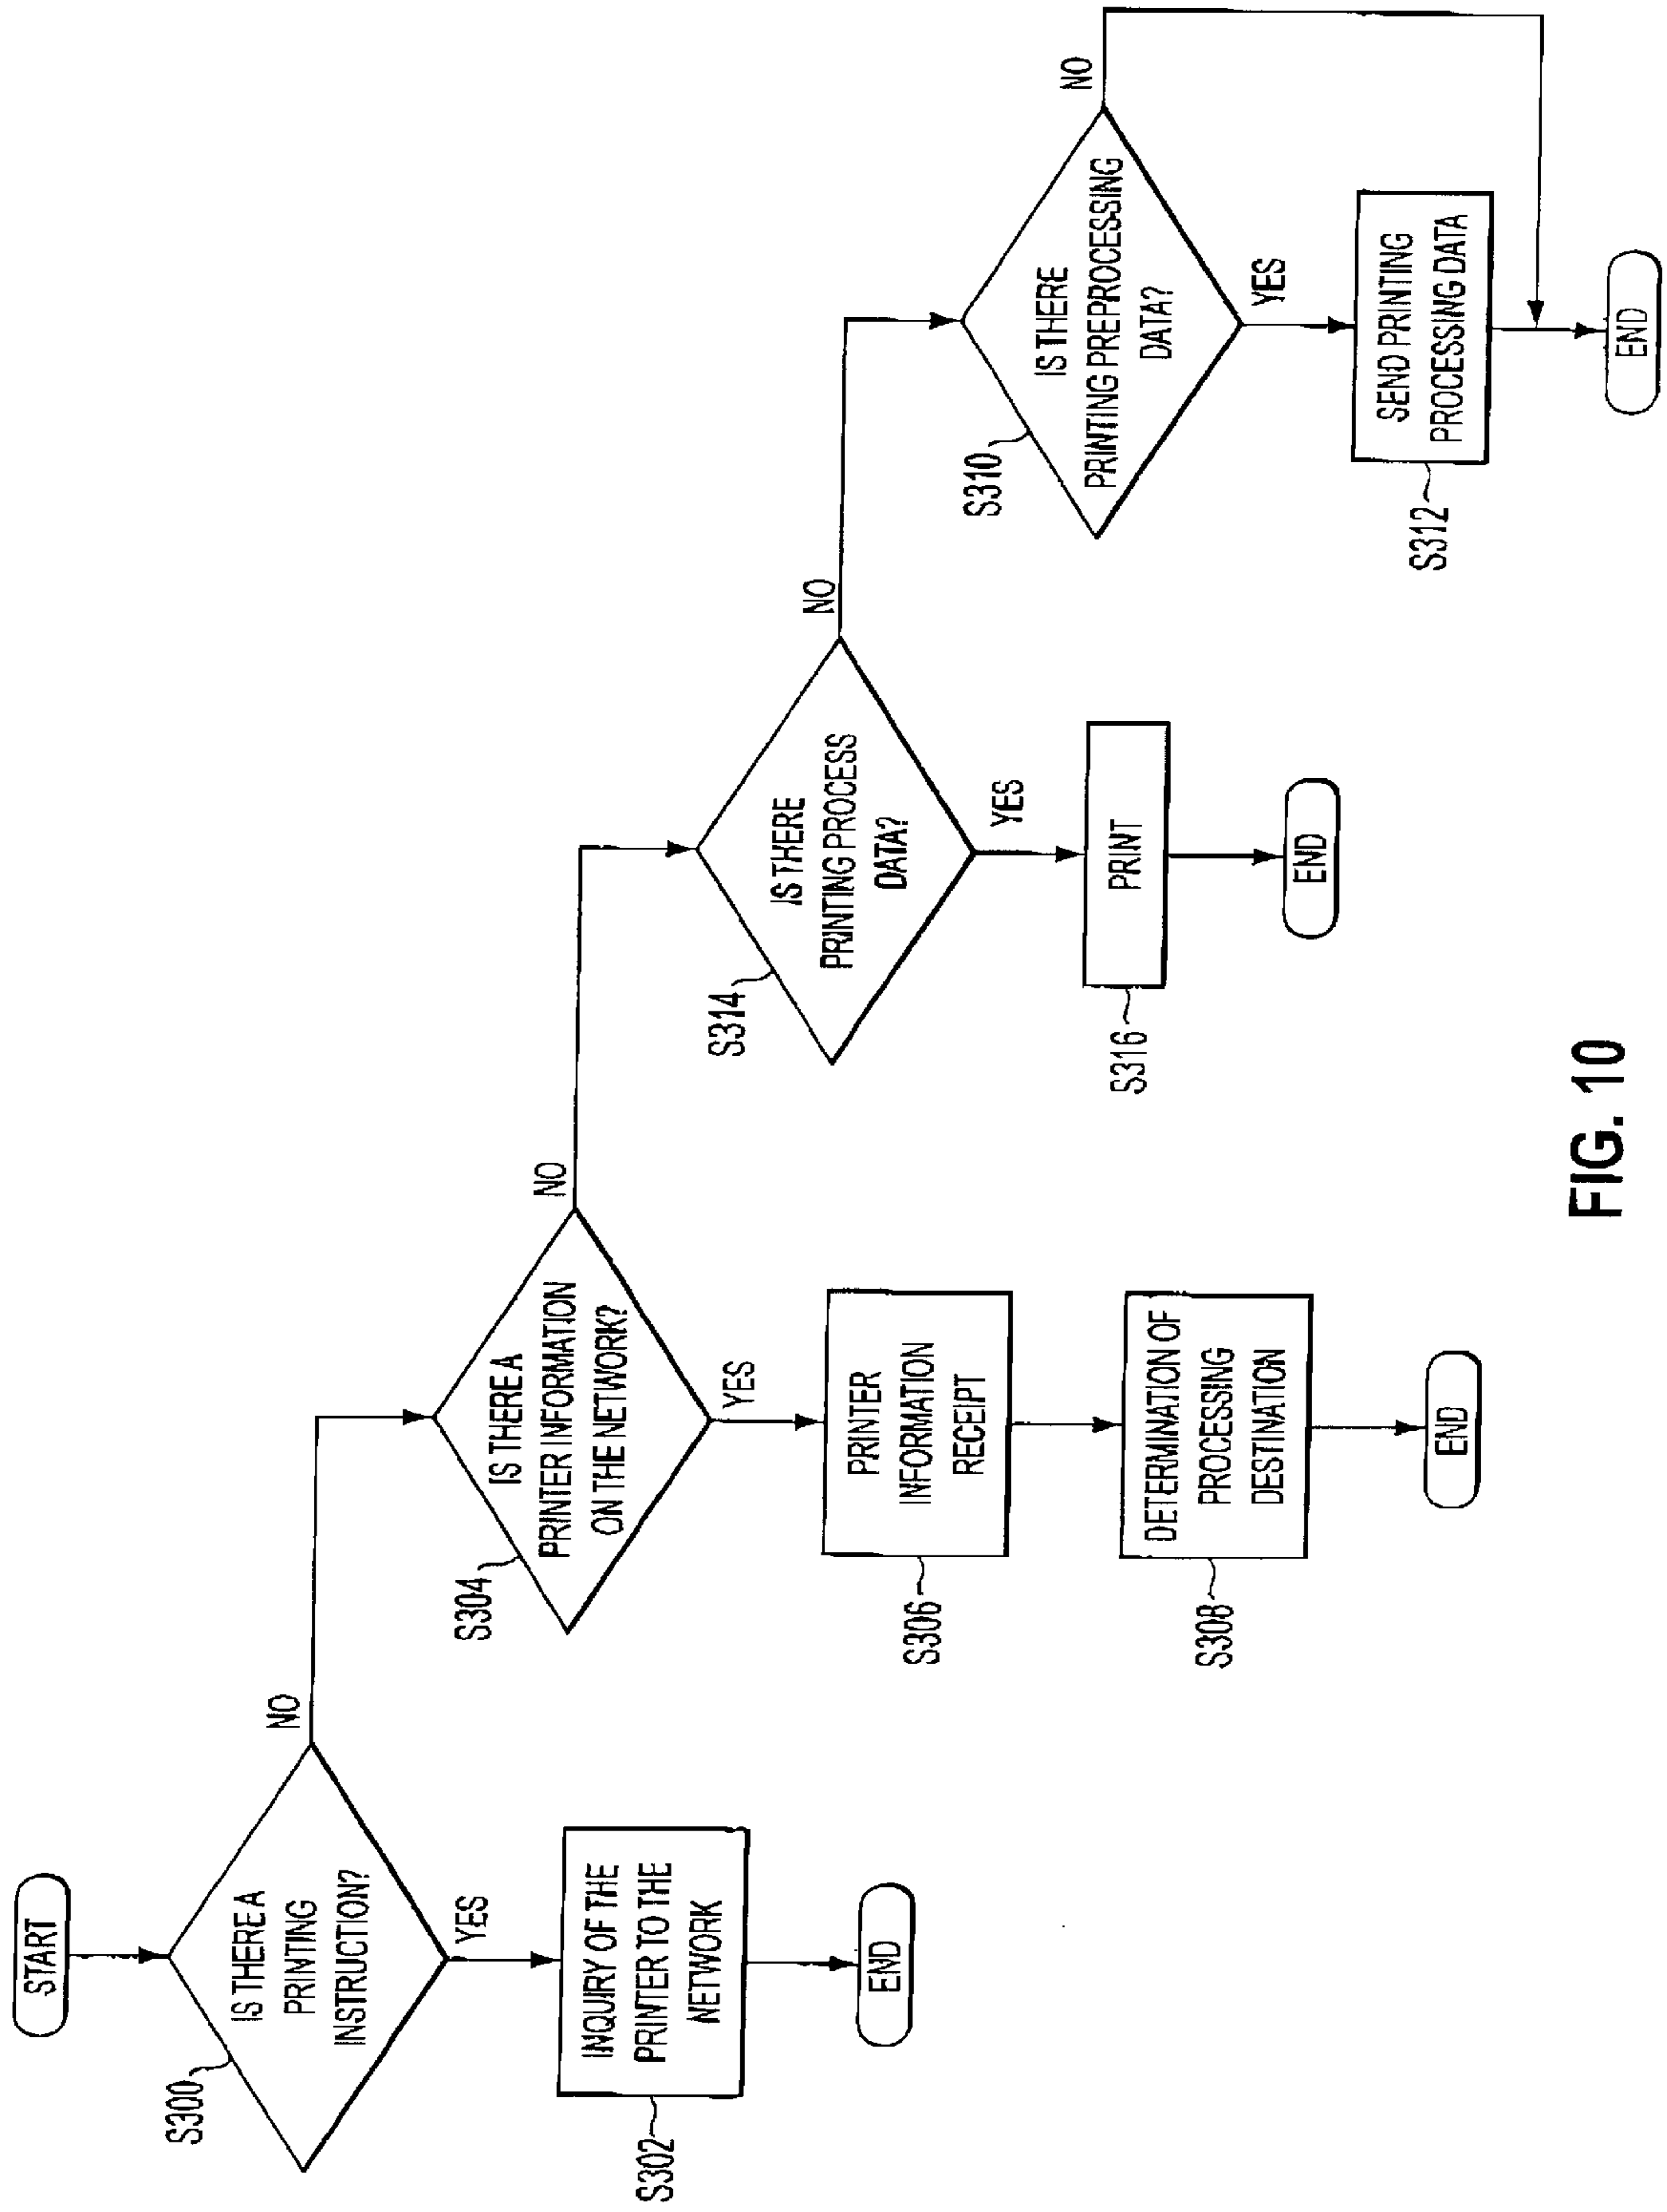 START
S300
IS THERE A
PRINTING
INSTRUCTION?
NO
YES
S302
INQUIRY OF THE
PRINTER TO THE
NETWORK
END
S304
IS THERE A
PRINTER INFORMATION
ON THE NETWORK?
NO
YES
S306
PRINTER
INFORMATION
RECEIPT
S308
DETERMINATION OF
PROCESSING
DESTINATION
END
S314
IS THERE
PRINTING PROCESS
DATA?
NO
YES
S316
PRINT
END
S310
IS THERE
PRINTING PREPROCESSING
DATA?
NO
YES
S312
SEND PRINTING
PROCESSING DATA
END
FIG. 10